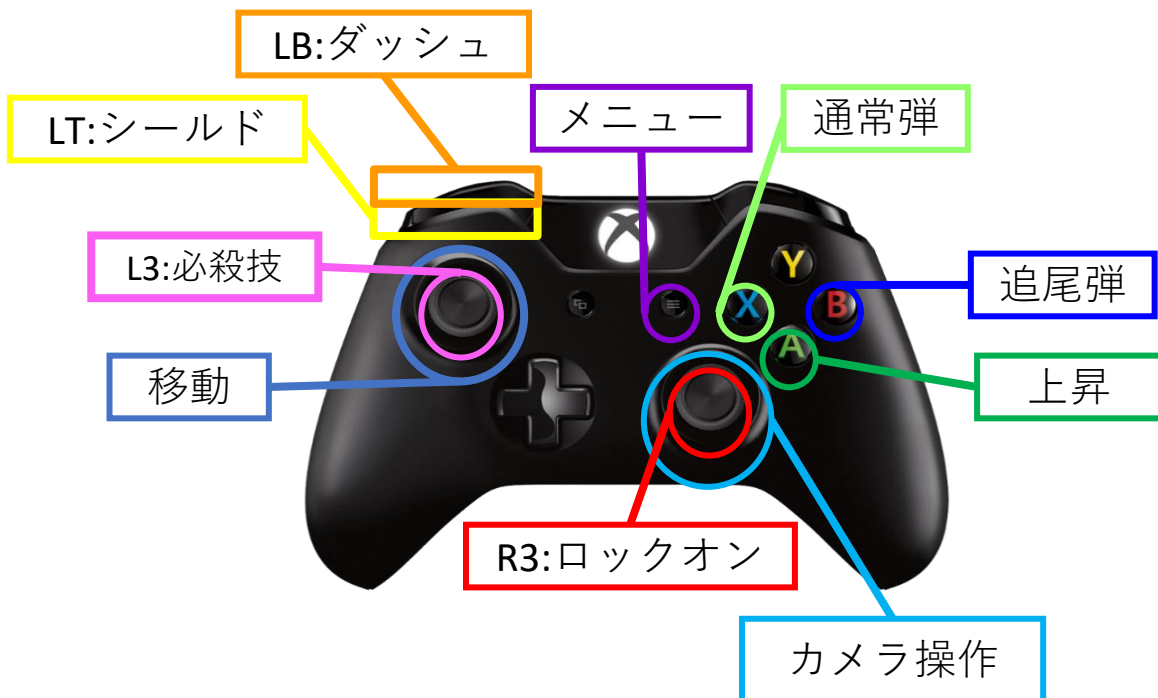 LB:ダッシュ
LT:シールド
メニュー
通常弾
L3:必殺技
Y
追尾弾
X
B
A
移動
上昇
R3:ロックオン
カメラ操作